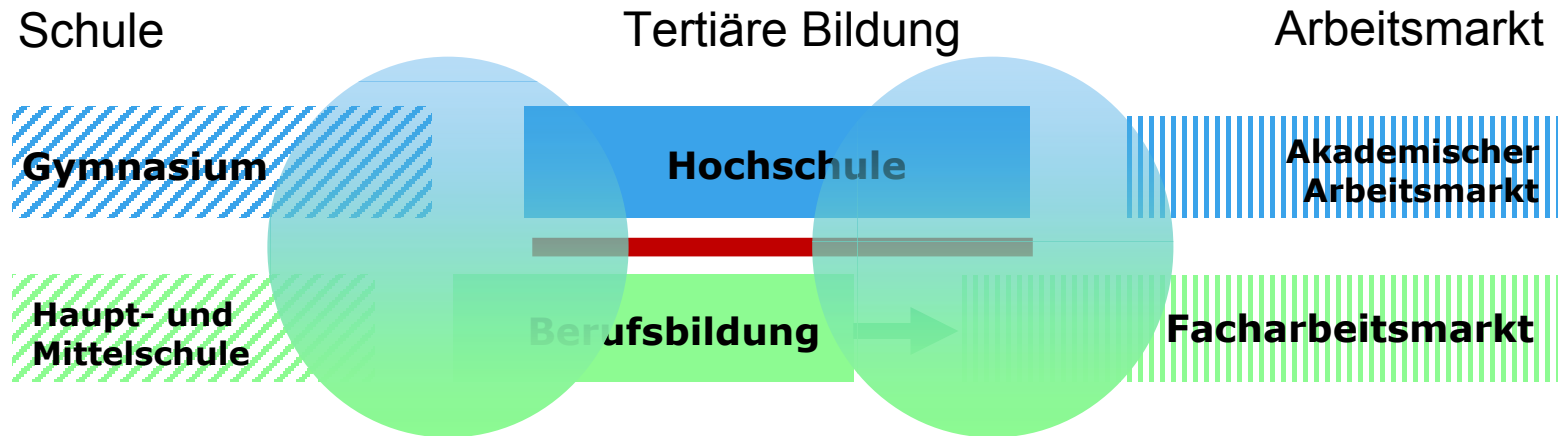 Schule
Tertiäre Bildung
Arbeitsmarkt
Gymnasium
Hochschule
Akademischer
Arbeitsmarkt
Haupt- und
Mittelschule
Berufsbildung
Facharbeitsmarkt